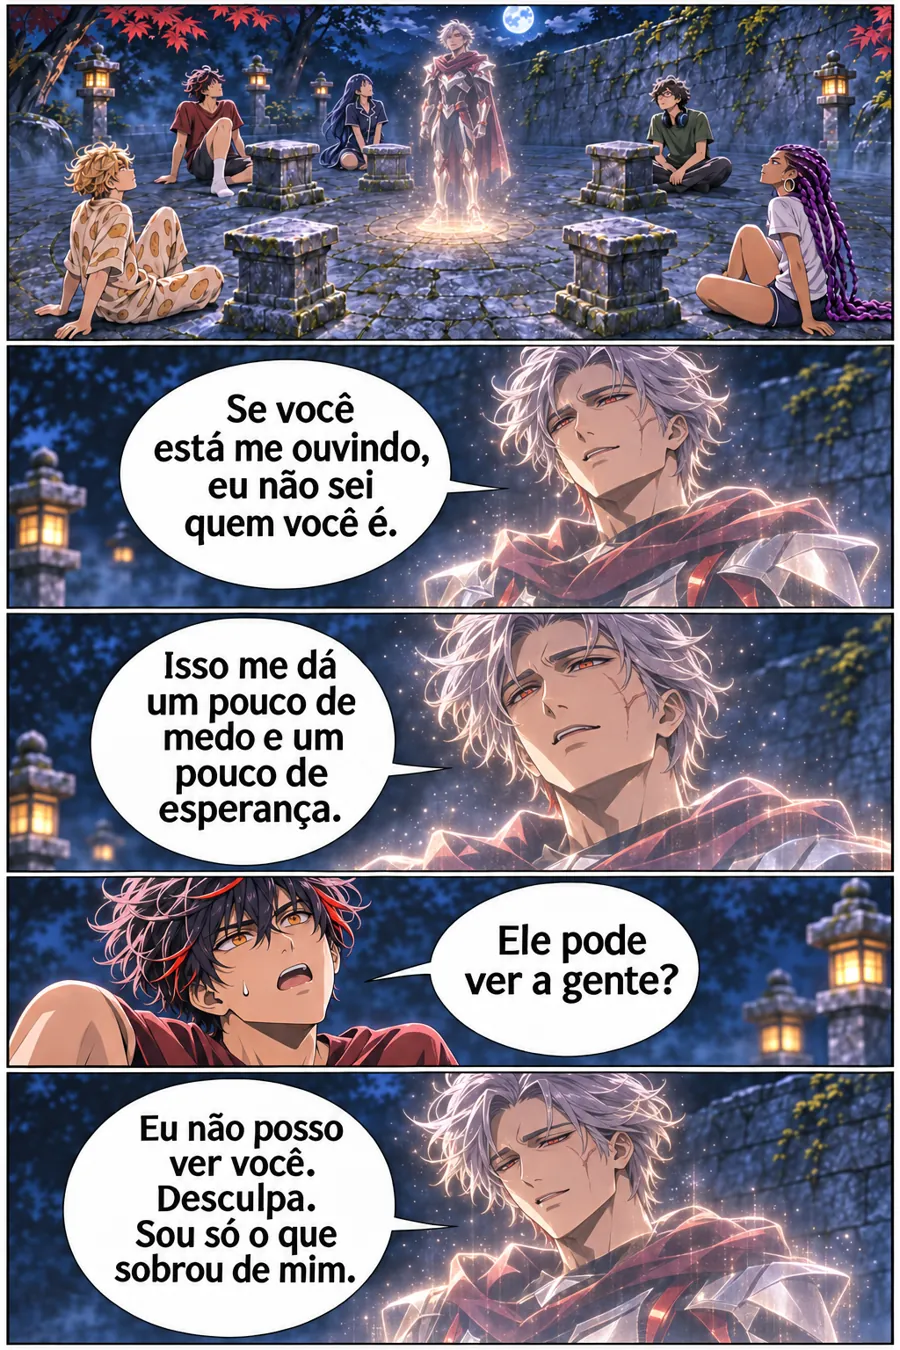 Se você
está me ouvindo,
eu não sei
quem você é.
Isso me dá
um pouco de
medo e um
pouco de
esperança.
Ele pode
ver a gente?
Eu não posso
ver você.
Desculpa.
Sou só o que
sobrou de mim.